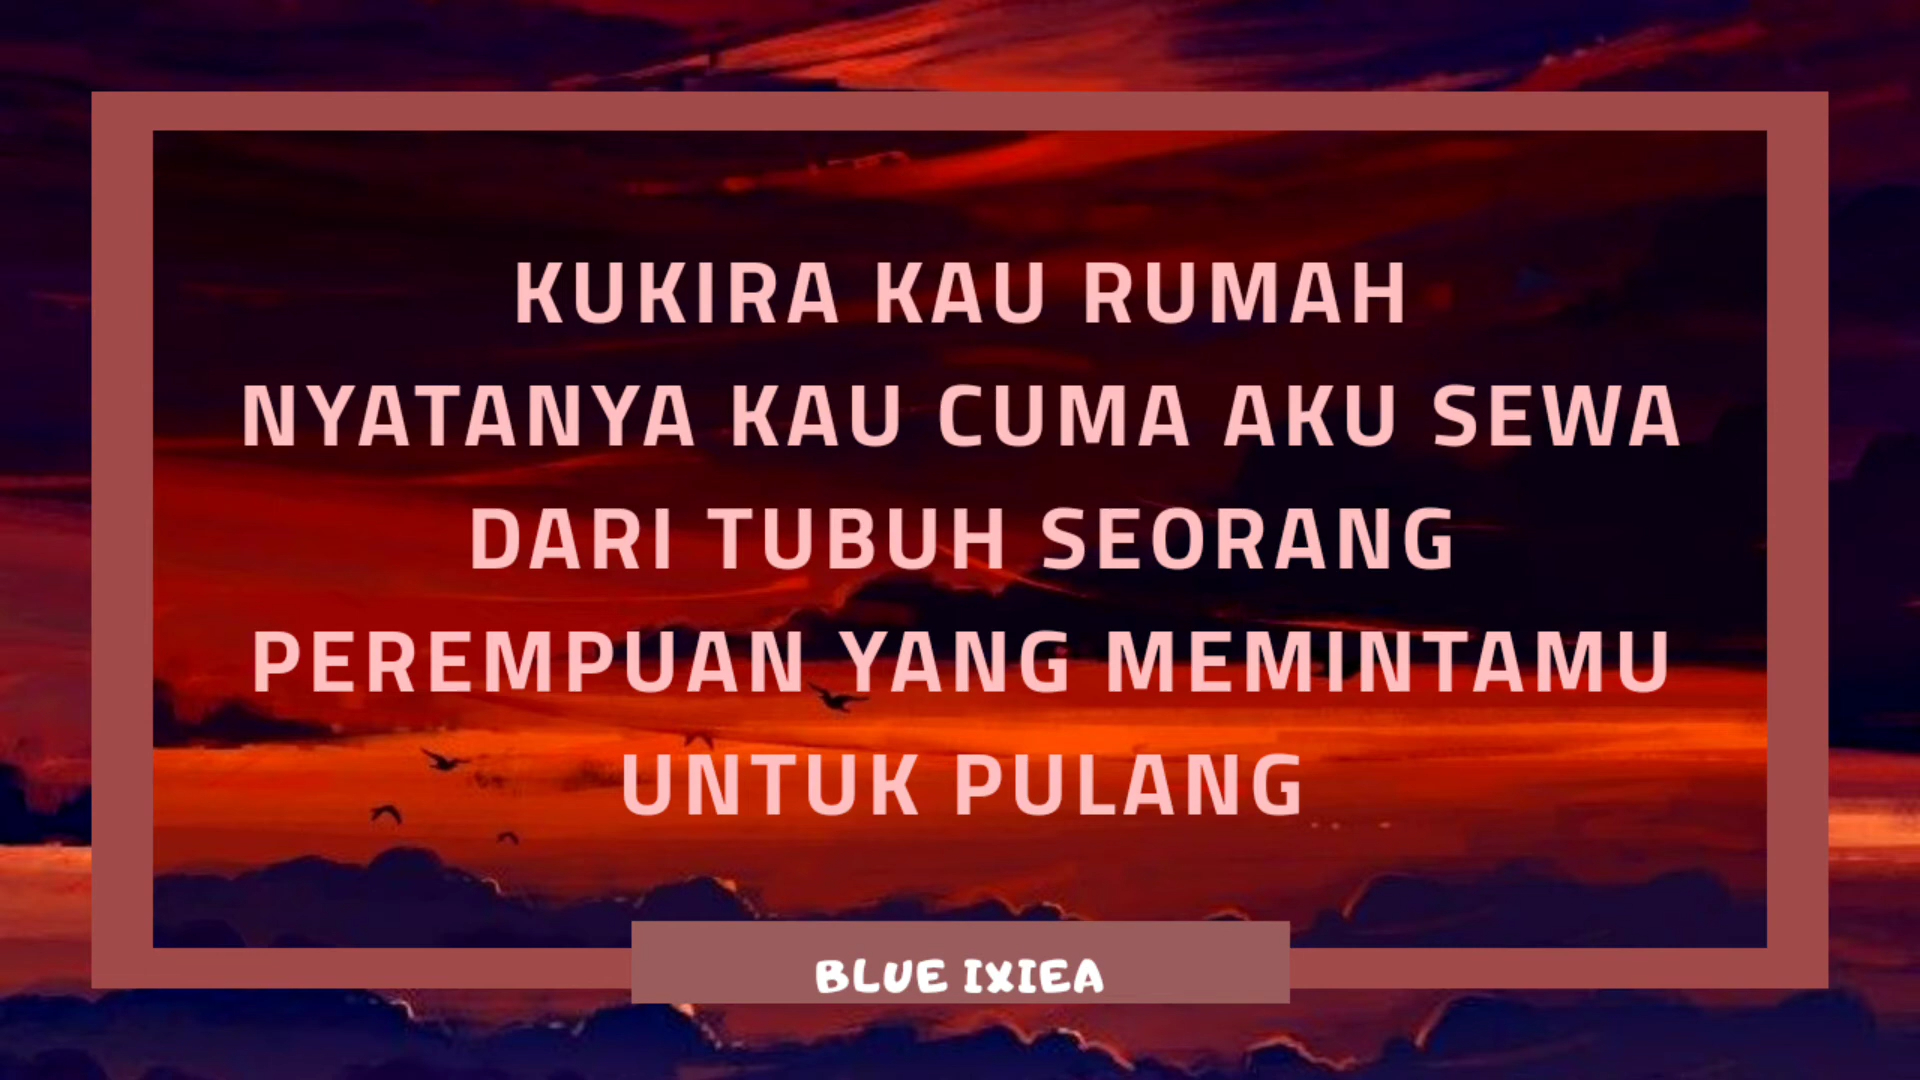 KUKIRA KAU RUMAH
NYATANYA KAU CUMA AKU SEWA
DARI TUBUH SEORANG
PEREMPUAN YANG MEMINTAMU
UNTUK PULANG
BLUE IXIEA